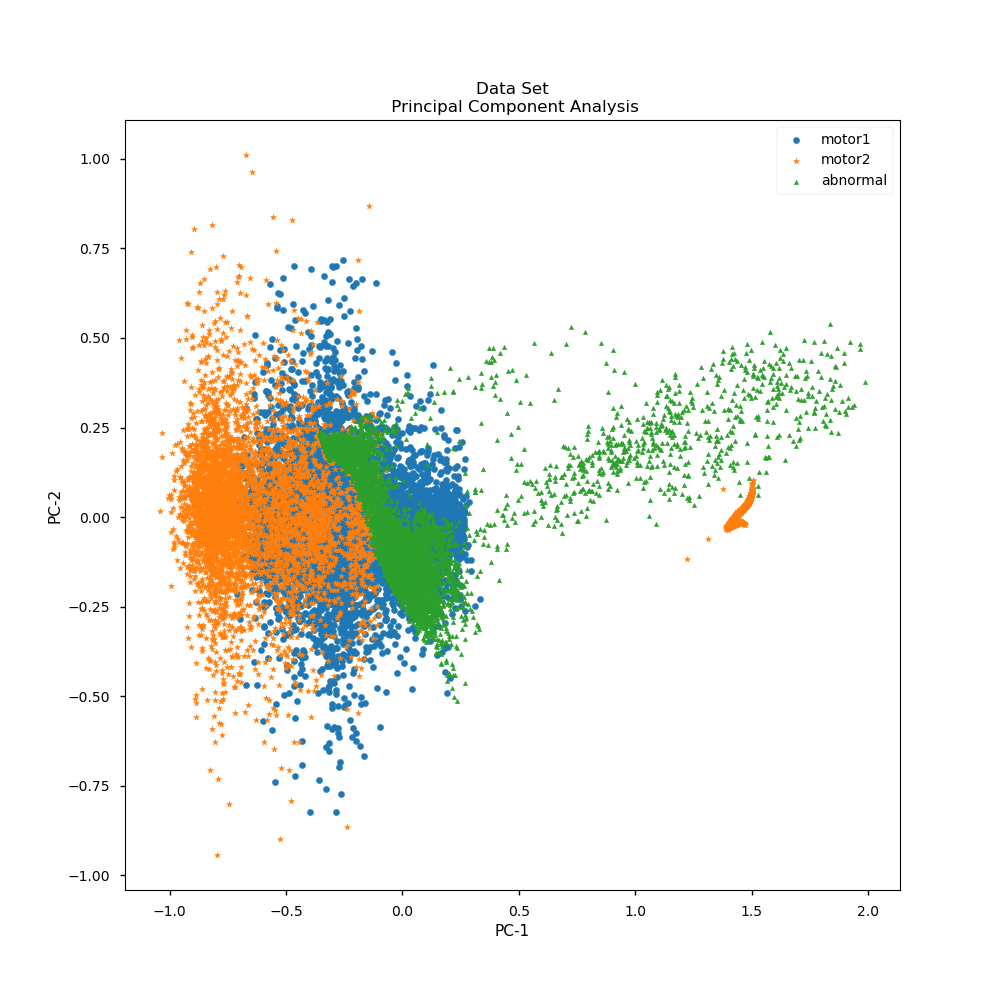 Data Set
Principal Component Analysis
motor1
motor2
abnormal
1.00
0.75
0.50
0.25
0.00
−0.25
−0.50
−0.75
−1.00
PC-2
−1.0 −0.5 0.0 0.5 1.0 1.5 2.0
PC-1